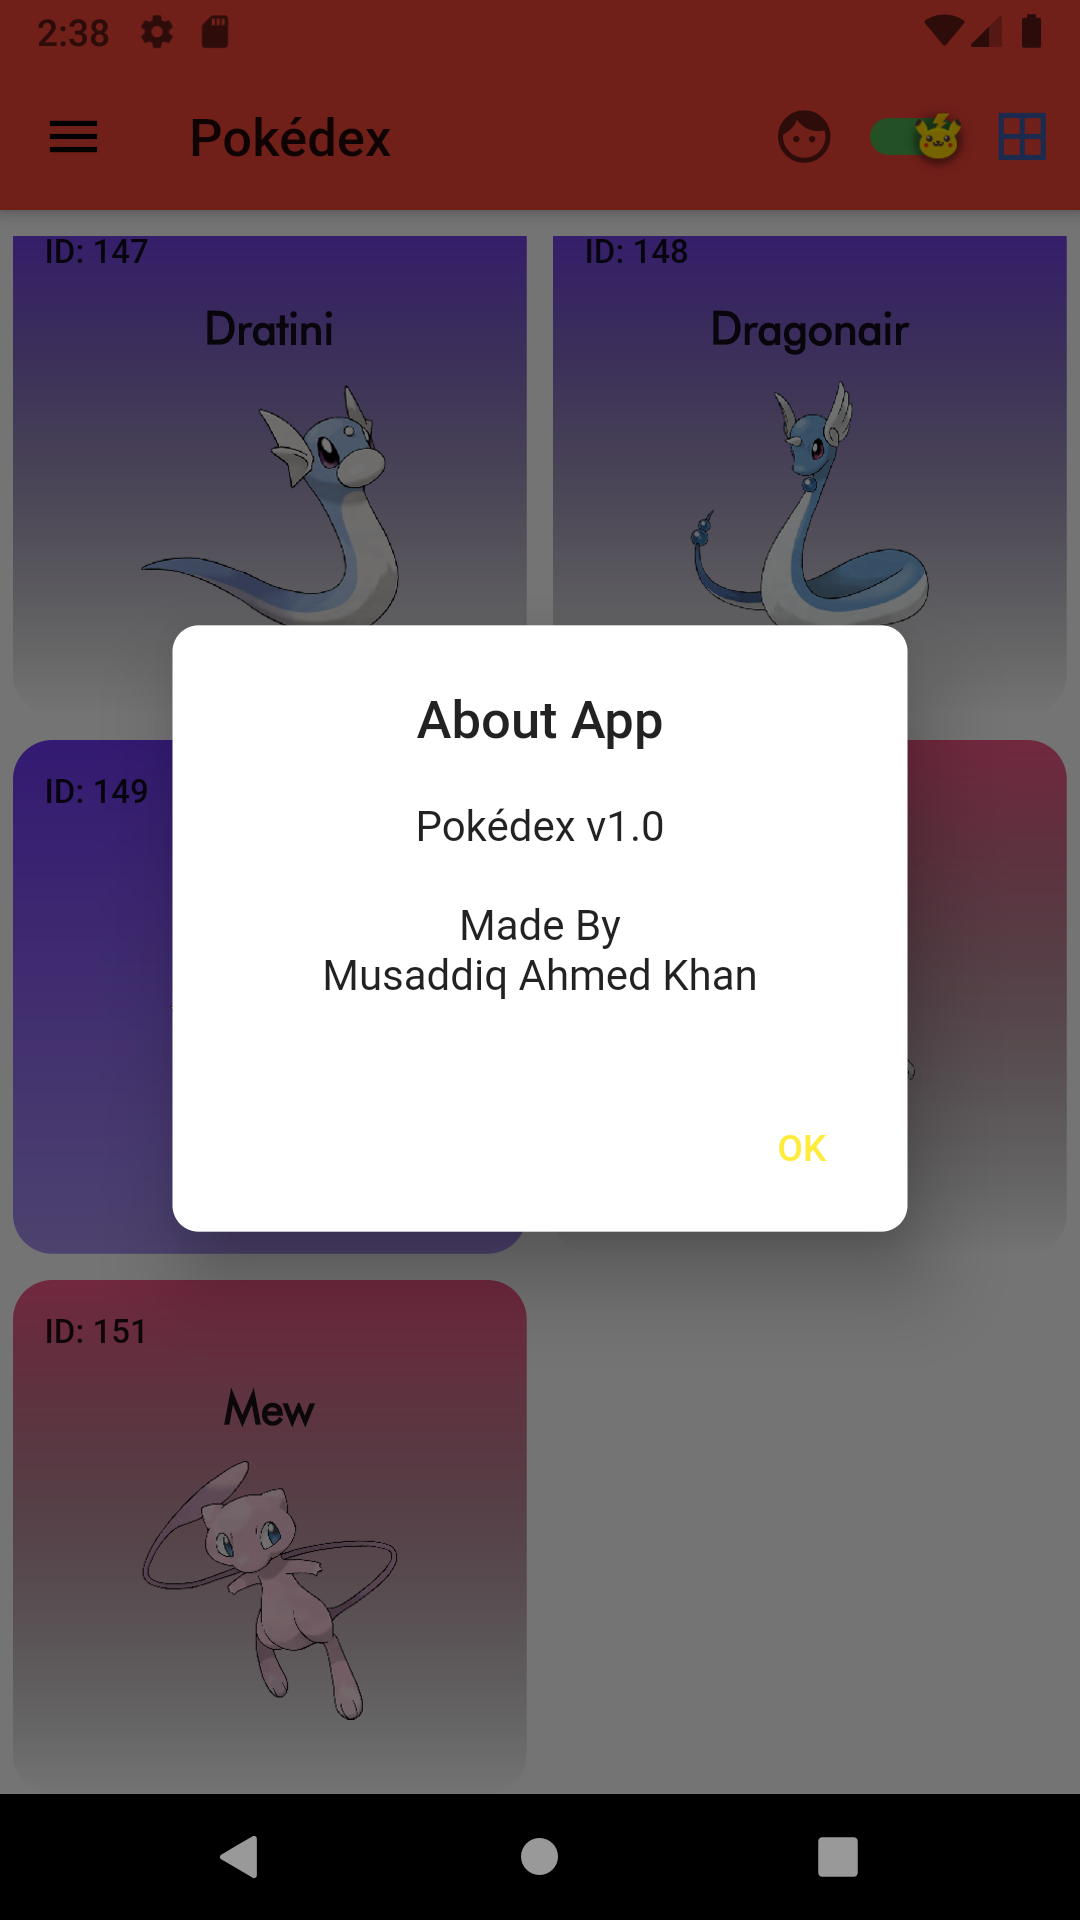 2:38
Pokédex
ID: 147
ID: 148
Dratini
Dragonair
ID: 149
About App
Pokédex v1.0
Made By
Musaddiq Ahmed Khan
OK
ID: 151
Mew